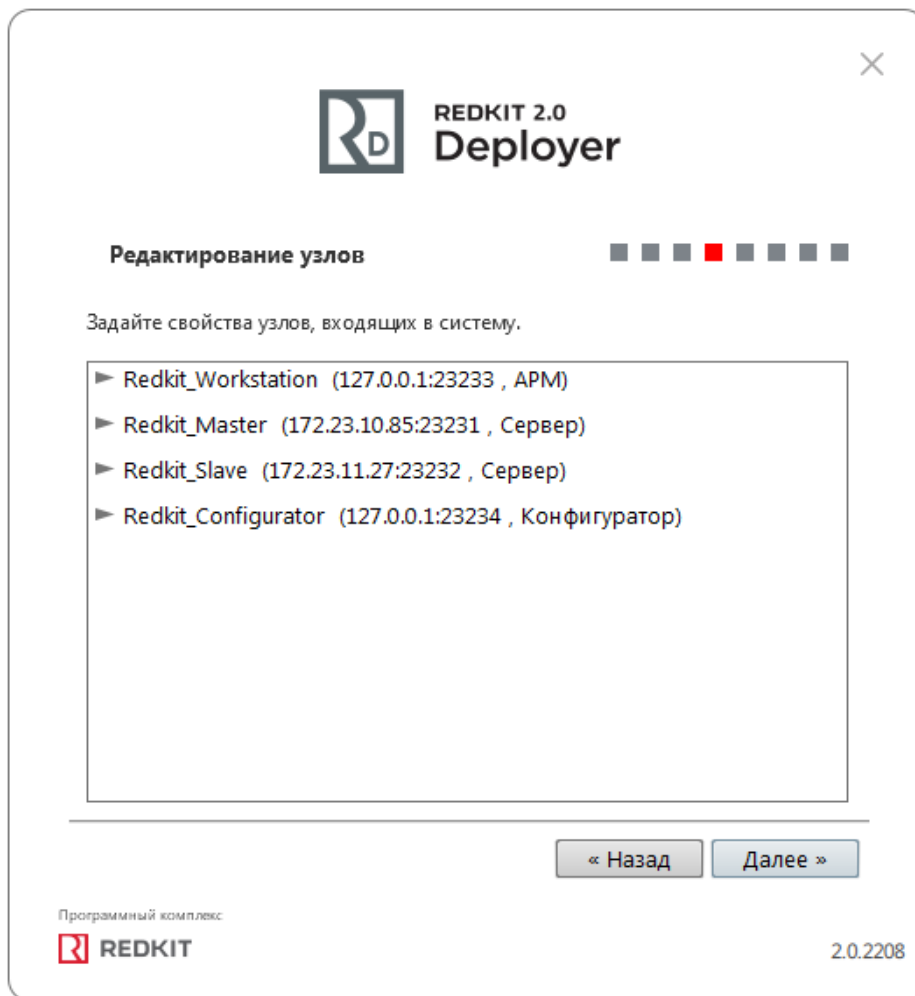 REDKIT 2.0
Deployer
Редактирование узлов
Задайте свойства узлов, входящих в систему.
Redkit_Workstation (127.0.0.1:23233 , АРМ)
Redkit_Master (172.23.10.85:23231 , Сервер)
Redkit_Slave (172.23.11.27:23232 , Сервер)
Redkit_Configurator (127.0.0.1:23234 , Конфигуратор)
« Назад
Далее »
Программный комплекс
REDKIT
2.0.2208